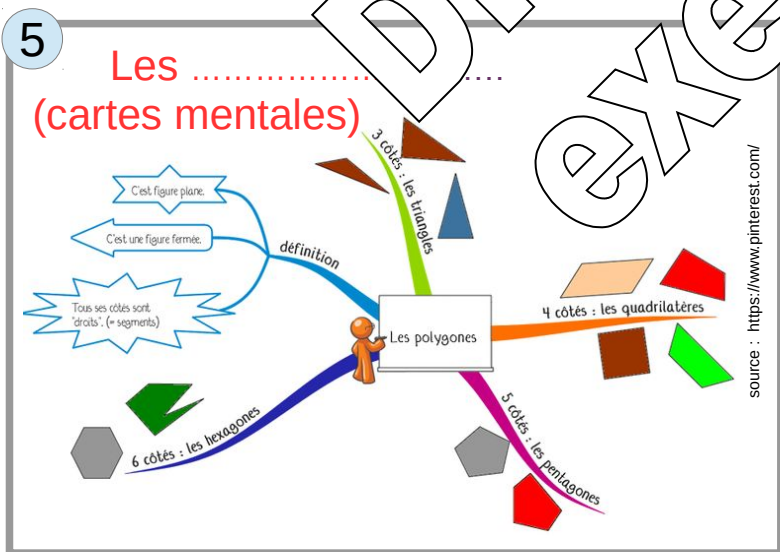 5
Les ........................
(cartes mentales)
3 côtés : les triangles
C'est figure plane.
C'est une figure fermée.
Tous ses côtés sont
"droits". (= segments)
définition
Les polygones
4 côtés : les quadrilatères
5 côtés : les pentagones
6 côtés : les hexagones
source : https://www.pinterest.com/
exe